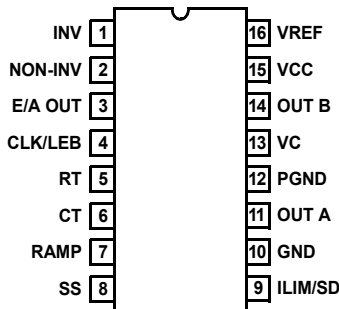 INV 1 16 VREF
NON-INV 2 15 VCC
E/A OUT 3 14 OUT B
CLK/LEB 4 13 VC
RT 5 12 PGND
CT 6 11 OUT A
RAMP 7 10 GND
SS 8 9 ILIM/SD